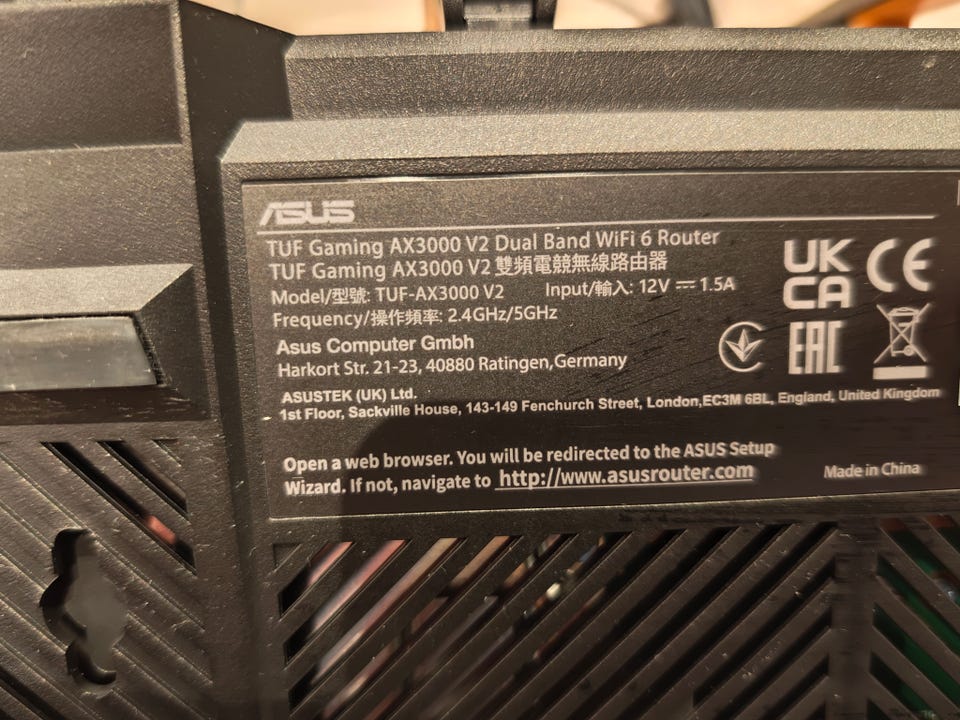 ASUS
TUF Gaming AX3000 V2 Dual Band WiFi 6 Router
TUF Gaming AX3000 V2 雙頻電競無線路由器
Model/型號: TUF-AX3000 V2 Input/輸入: 12V ⎓ 1.5A
Frequency/操作頻率: 2.4GHz/5GHz
Asus Computer Gmbh
Harkort Str. 21-23, 40880 Ratingen,Germany
ASUSTEK (UK) Ltd.
1st Floor, Sackville House, 143-149 Fenchurch Street, London,EC3M 6BL, England, United Kingdom
UK
CA
CE
EAC
Open a web browser. You will be redirected to the ASUS Setup
Wizard. If not, navigate to http://www.asusrouter.com
Made in China